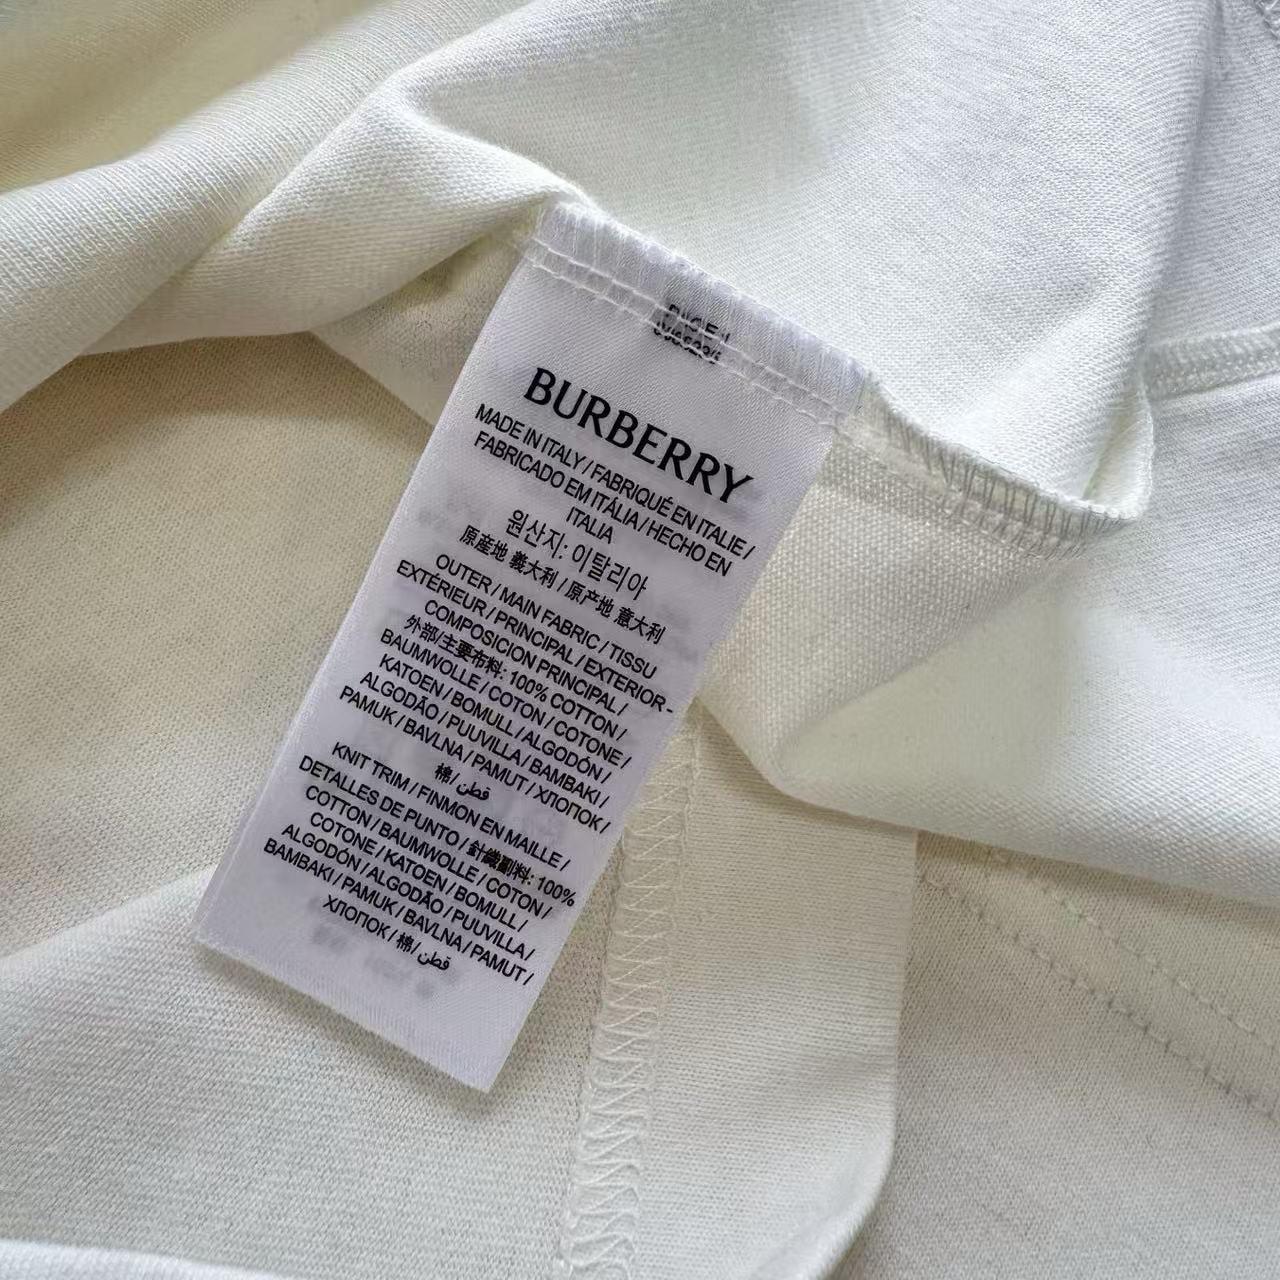 BURBERRY
MADE IN ITALY / FABRIQUÉ EN ITALIE /
FABRICADO EM ITÁLIA / HECHO EN
ITALIA
원산지: 이탈리아
原產地 義大利 / 原产地 意大利
OUTER / MAIN FABRIC / TISSU
EXTÉRIEUR / PRINCIPAL / EXTERIOR -
COMPOSICION PRINCIPAL /
外部/主要布料: 100% COTTON /
BAUMWOLLE / COTON / COTONE /
KATOEN / BOMULL / ALGODÓN /
ALGODÃO / PUUVILLA / BAMBAKI /
PAMUK / BAVLNA / PAMUT / ХЛОПОК /
棉 / قطن
KNIT TRIM / FINMON EN MAILLE /
DETALLES DE PUNTO / 針織副料: 100%
COTTON / BAUMWOLLE / COTON /
COTONE / KATOEN / BOMULL /
ALGODÓN / ALGODÃO / PUUVILLA /
BAMBAKI / PAMUK / BAVLNA / PAMUT /
ХЛОПОК / 棉 / قطن